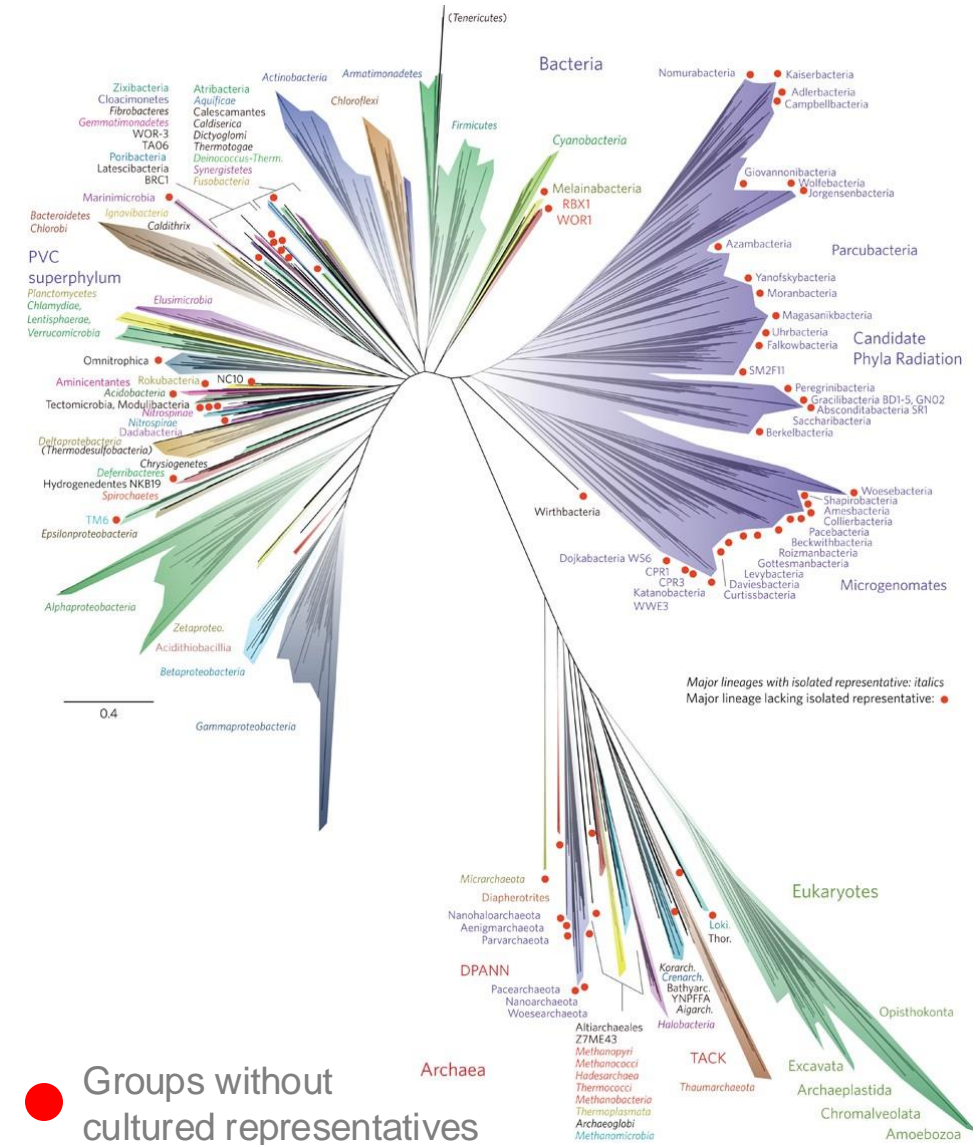 (Tenericutes)
Bacteria
Nomurabacteria
Kaiserbacteria
Adlerbacteria
Campbellbacteria
Actinobacteria
Armatimonadetes
Zixibacteria
Cloacimonetes
Fibrobacteres
Gemmatimonadetes
WOR-3
TA06
Poribacteria
Latescibacteria
BRC1
Atribacteria
Aquificae
Calescamantes
Caldiserica
Dictyoglomi
Thermotogae
Deinococcus-Therm.
Synergistetes
Fusobacteria
Chloroflexi
Firmicutes
Cyanobacteria
Melainabacteria
RBX1
WOR1
Giovannonibacteria
Wolfebacteria
Jorgensenbacteria
Marinimicrobia
Bacteroidetes
Chlorobi
Ignavibacteria
Caldithrix
Azambacteria
Parcubacteria
PVC
superphylum
Planctomycetes
Chlamydiae,
Lentisphaerae,
Verrucomicrobia
Elusimicrobia
Yanofskybacteria
Moranbacteria
Magasanikbacteria
Uhrbacteria
Falkowbacteria
Candidate
Phyla Radiation
SM2F11
Omnitrophica
Aminicentantes
Rokubacteria
NC10
Acidobacteria
Tectomicrobia, Modulibacteria
Nitrospinae
Nitrospirae
Dadabacteria
Peregrinibacteria
Gracilibacteria BD1-5, GN02
Absconditabacteria SR1
Saccharibacteria
Berkelbacteria
Deltaprotebacteria
(Thermodesulfobacteria)
Chrysiogenetes
Deferribacteres
Hydrogenedentes NKB19
Spirochaetes
TM6
Epsilonproteobacteria
Wirthbacteria
Woesebacteria
Shapirobacteria
Amesbacteria
Collierbacteria
Pacebacteria
Beckwithbacteria
Roizmanbacteria
Gottesmanbacteria
Levybacteria
Daviesbacteria
Curtissbacteria
Microgenomates
Dojkabacteria WS6
CPR1
CPR3
Katanobacteria
WWE3
Alphaproteobacteria
Zetaproteo.
Acidithiobacillia
Betaproteobacteria
Gammaproteobacteria
0.4
Major lineages with isolated representative: italics
Major lineage lacking isolated representative:
Micrarchaeota
Diapherotrites
Nanohaloarchaeota
Aenigmarchaeota
Parvarchaeota
DPANN
Pacearchaeota
Nanoarchaeota
Woesearchaeota
Altiarchaeales
Z7ME43
Methanopyri
Methanococci
Hadesarchaea
Thermococci
Methanobacteria
Thermoplasmata
Archaeoglobi
Methanomicrobia
Halobacteria
Korarch.
Crenarch.
Bathyarc.
YNPFFA
Aigarch.
Loki.
Thor.
TACK
Thaumarchaeota
Archaea
Eukaryotes
Opisthokonta
Excavata
Archaeplastida
Chromalveolata
Amoebozoa
Groups without
cultured representatives